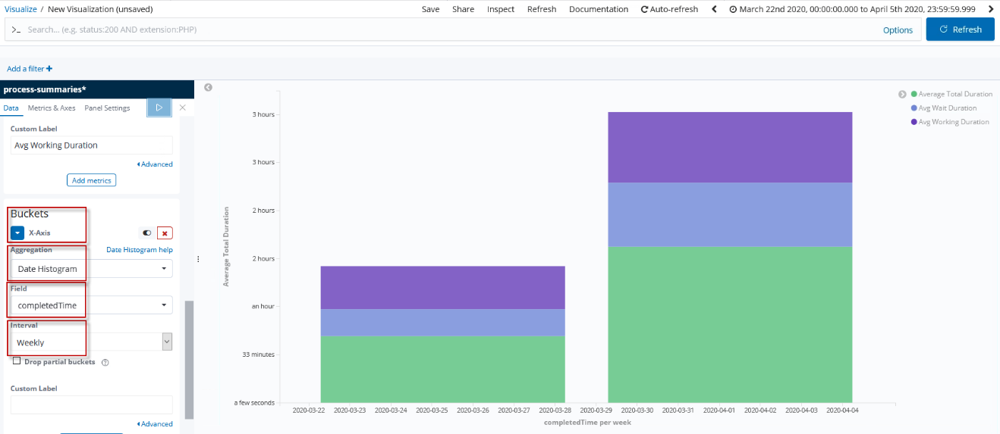 Visualize / New Visualization (unsaved)
Save Share Inspect Refresh Documentation Auto-refresh March 22nd 2020, 00:00:00.000 to April 5th 2020, 23:59:59.999
>_ Search... (e.g. status:200 AND extension:PHP) Options Refresh
Add a filter +
process-summaries*
Data Metrics & Axes Panel Settings
Custom Label
Avg Working Duration
Advanced
Add metrics
Buckets
X-Axis
Aggregation Date Histogram help
Date Histogram
Field
completedTime
Interval
Weekly
Drop partial buckets
Custom Label
Advanced
Average Total Duration
3 hours
3 hours
2 hours
2 hours
an hour
33 minutes
a few seconds
2020-03-22 2020-03-23 2020-03-24 2020-03-25 2020-03-26 2020-03-27 2020-03-28 2020-03-29 2020-03-30 2020-03-31 2020-04-01 2020-04-02 2020-04-03 2020-04-04
completedTime per week
Average Total Duration
Avg Wait Duration
Avg Working Duration